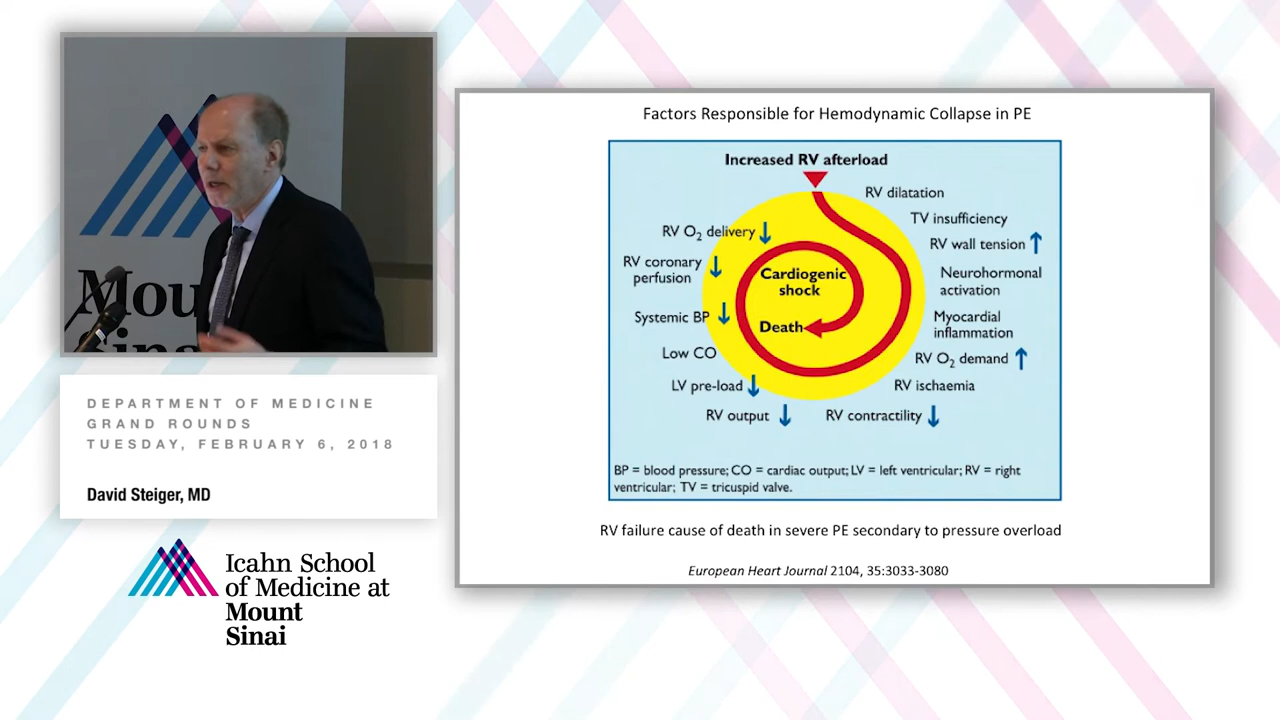 Moun
Sinai
DEPARTMENT OF MEDICINE
GRAND ROUNDS
TUESDAY, FEBRUARY 6, 2018
David Steiger, MD
Icahn School
of Medicine at
Mount
Sinai
Factors Responsible for Hemodynamic Collapse in PE
Increased RV afterload
RV dilatation
TV insufficiency
RV wall tension ↑
Neurohormonal
activation
Myocardial
inflammation
RV O₂ demand ↑
RV ischaemia
RV contractility ↓
RV output ↓
LV pre-load ↓
Low CO
Systemic BP ↓
RV coronary
perfusion ↓
RV O₂ delivery ↓
Cardiogenic
shock
Death
BP = blood pressure; CO = cardiac output; LV = left ventricular; RV = right
ventricular; TV = tricuspid valve.
RV failure cause of death in severe PE secondary to pressure overload
European Heart Journal 2104, 35:3033-3080